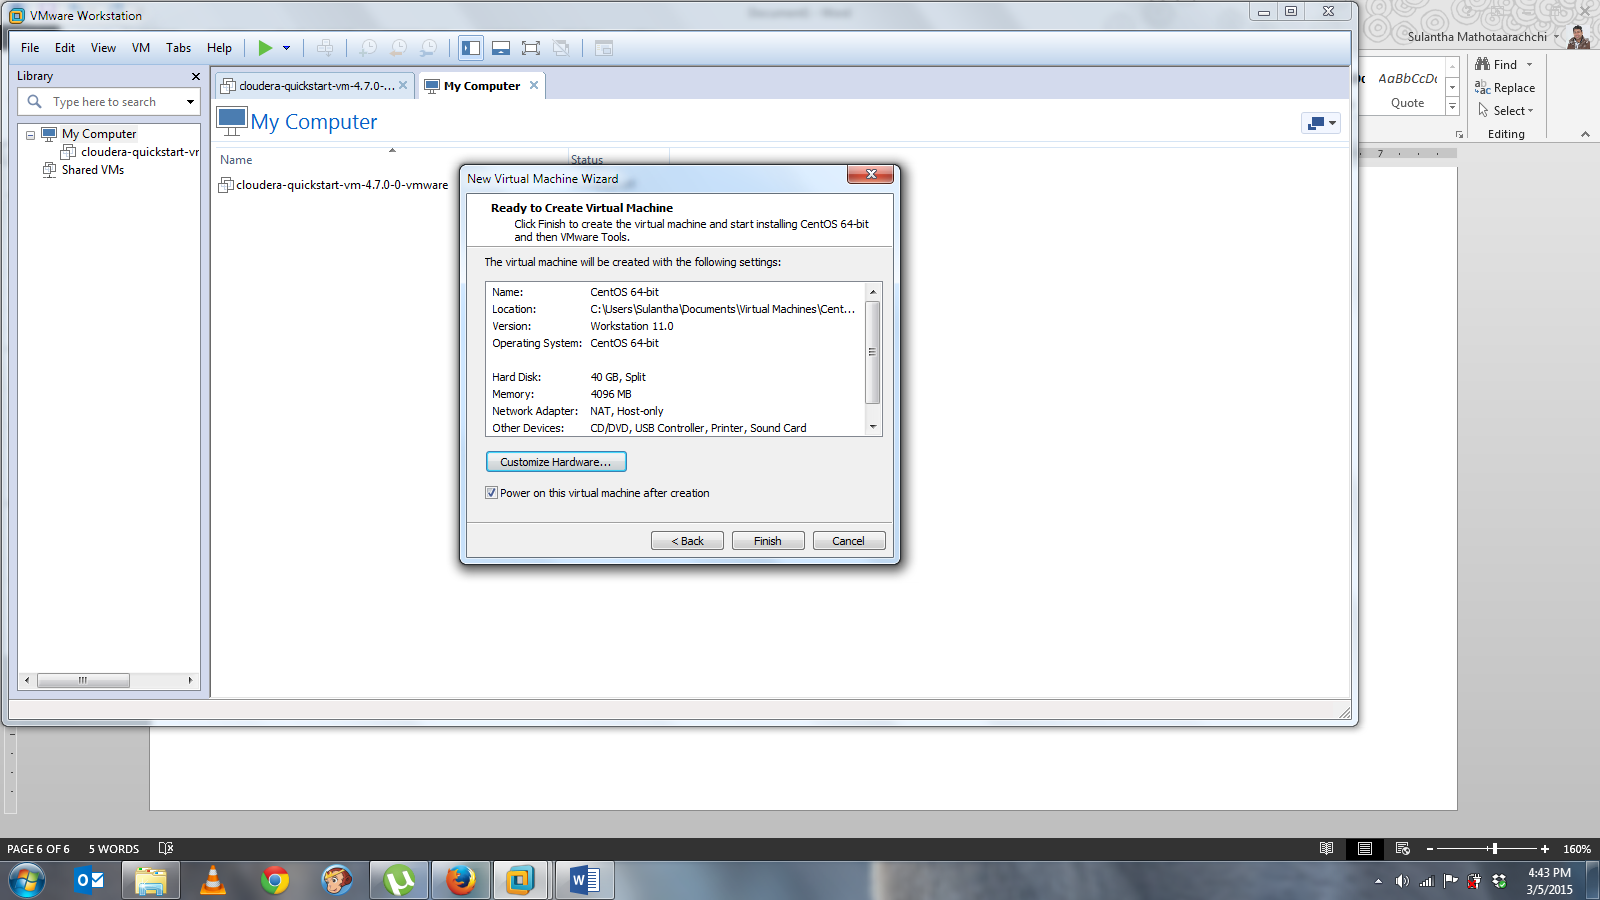 VMware Workstation
Sulantha Mathotaarachchi
File Edit View VM Tabs Help
Library
Type here to search
My Computer
cloudera-quickstart-vr
Shared VMs
cloudera-quickstart-vm-4.7.0-...
My Computer
My Computer
Name Status
cloudera-quickstart-vm-4.7.0-0-vmware
New Virtual Machine Wizard
Ready to Create Virtual Machine
Click Finish to create the virtual machine and start installing CentOS 64-bit
and then VMware Tools.
The virtual machine will be created with the following settings:
Name: CentOS 64-bit
Location: C:\Users\Sulantha\Documents\Virtual Machines\Cent...
Version: Workstation 11.0
Operating System: CentOS 64-bit
Hard Disk: 40 GB, Split
Memory: 4096 MB
Network Adapter: NAT, Host-only
Other Devices: CD/DVD, USB Controller, Printer, Sound Card
Customize Hardware...
Power on this virtual machine after creation
< Back Finish Cancel
AaBbCcDc
Quote
Find
Replace
Select
Editing
7
PAGE 6 OF 6 5 WORDS
160%
4:43 PM
3/5/2015